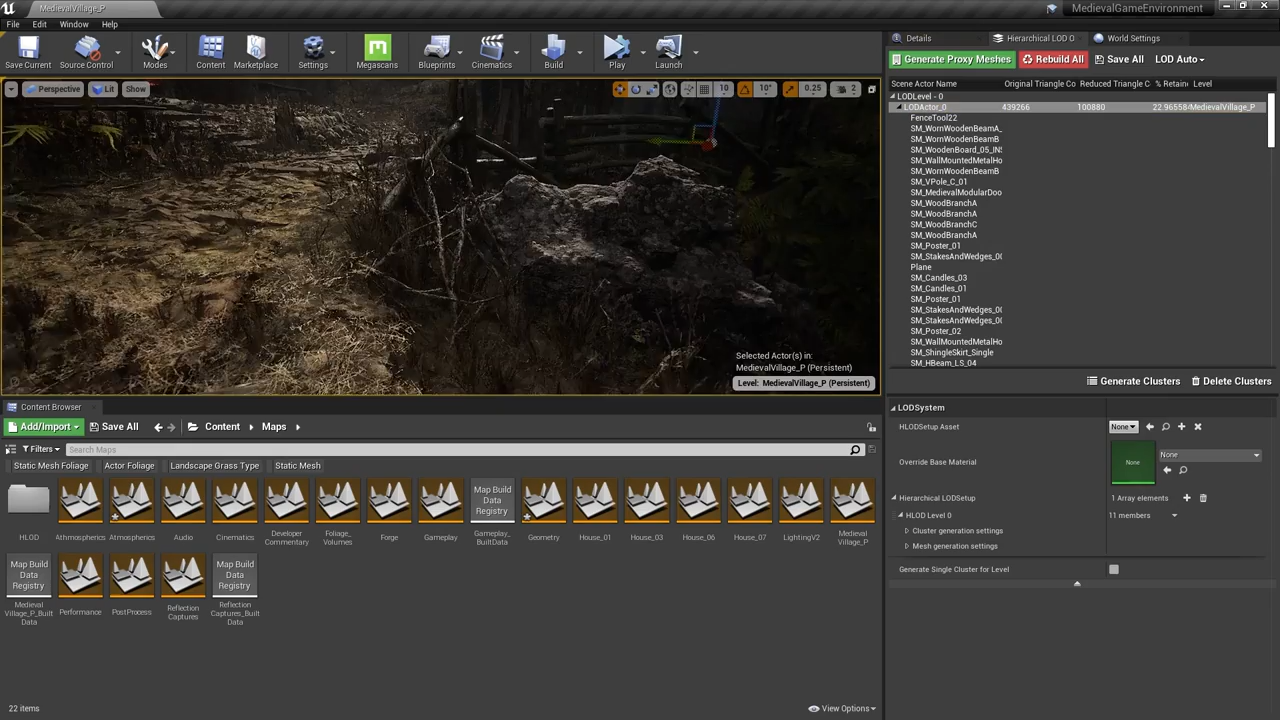 MedievalVillage_P
MedievalGameEnvironment
File Edit Window Help
Save Current
Source Control
Modes
Content
Marketplace
Settings
Megascans
Blueprints
Cinematics
Build
Play
Launch
Perspective
Lit
Show
10
10°
0.25
2
Selected Actor(s) in:
MedievalVillage_P (Persistent)
Level: MedievalVillage_P (Persistent)
Details
Hierarchical LOD O
World Settings
Generate Proxy Meshes
Rebuild All
Save All
LOD Auto
Scene Actor Name Original Triangle Co Reduced Triangle C % Retain Level
LODLevel - 0
LODActor_0 439266 100880 22.96558 MedievalVillage_P
FenceTool22
SM_WornWoodenBeamA_
SM_WornWoodenBeamB
SM_WoodenBoard_05_IN
SM_WallMountedMetalHo
SM_WornWoodenBeamB
SM_VPole_C_01
SM_MedievalModularDoo
SM_WoodBranchA
SM_WoodBranchA
SM_WoodBranchC
SM_WoodBranchA
SM_Poster_01
SM_StakesAndWedges_0
Plane
SM_Candles_03
SM_Candles_01
SM_Poster_01
SM_StakesAndWedges_0
SM_StakesAndWedges_0
SM_Poster_02
SM_WallMountedMetalHo
SM_ShingleSkirt_Single
SM_HBeam_LS_04
Generate Clusters
Delete Clusters
LODSystem
HLODSetup Asset None
Override Base Material None None
Hierarchical LODSetup 1 Array elements
HLOD Level 0 11 members
Cluster generation settings
Mesh generation settings
Generate Single Cluster for Level
Content Browser
Add/Import
Save All
Content
Maps
Filters
Search Maps
Static Mesh Foliage
Actor Foliage
Landscape Grass Type
Static Mesh
HLOD
Athmospherics
Atmospherics
Audio
Cinematics
Developer
Commentary
Foliage_
Volumes
Forge
Gameplay
Map Build
Data
Registry
Gameplay_
BuiltData
Geometry
House_01
House_03
House_06
House_07
LightingV2
Medieval
Village_P
Map Build
Data
Registry
Medieval
Village_P_Built
Data
Performance
PostProcess
Reflection
Captures
Map Build
Data
Registry
Reflection
Captures_Built
Data
22 items
View Options